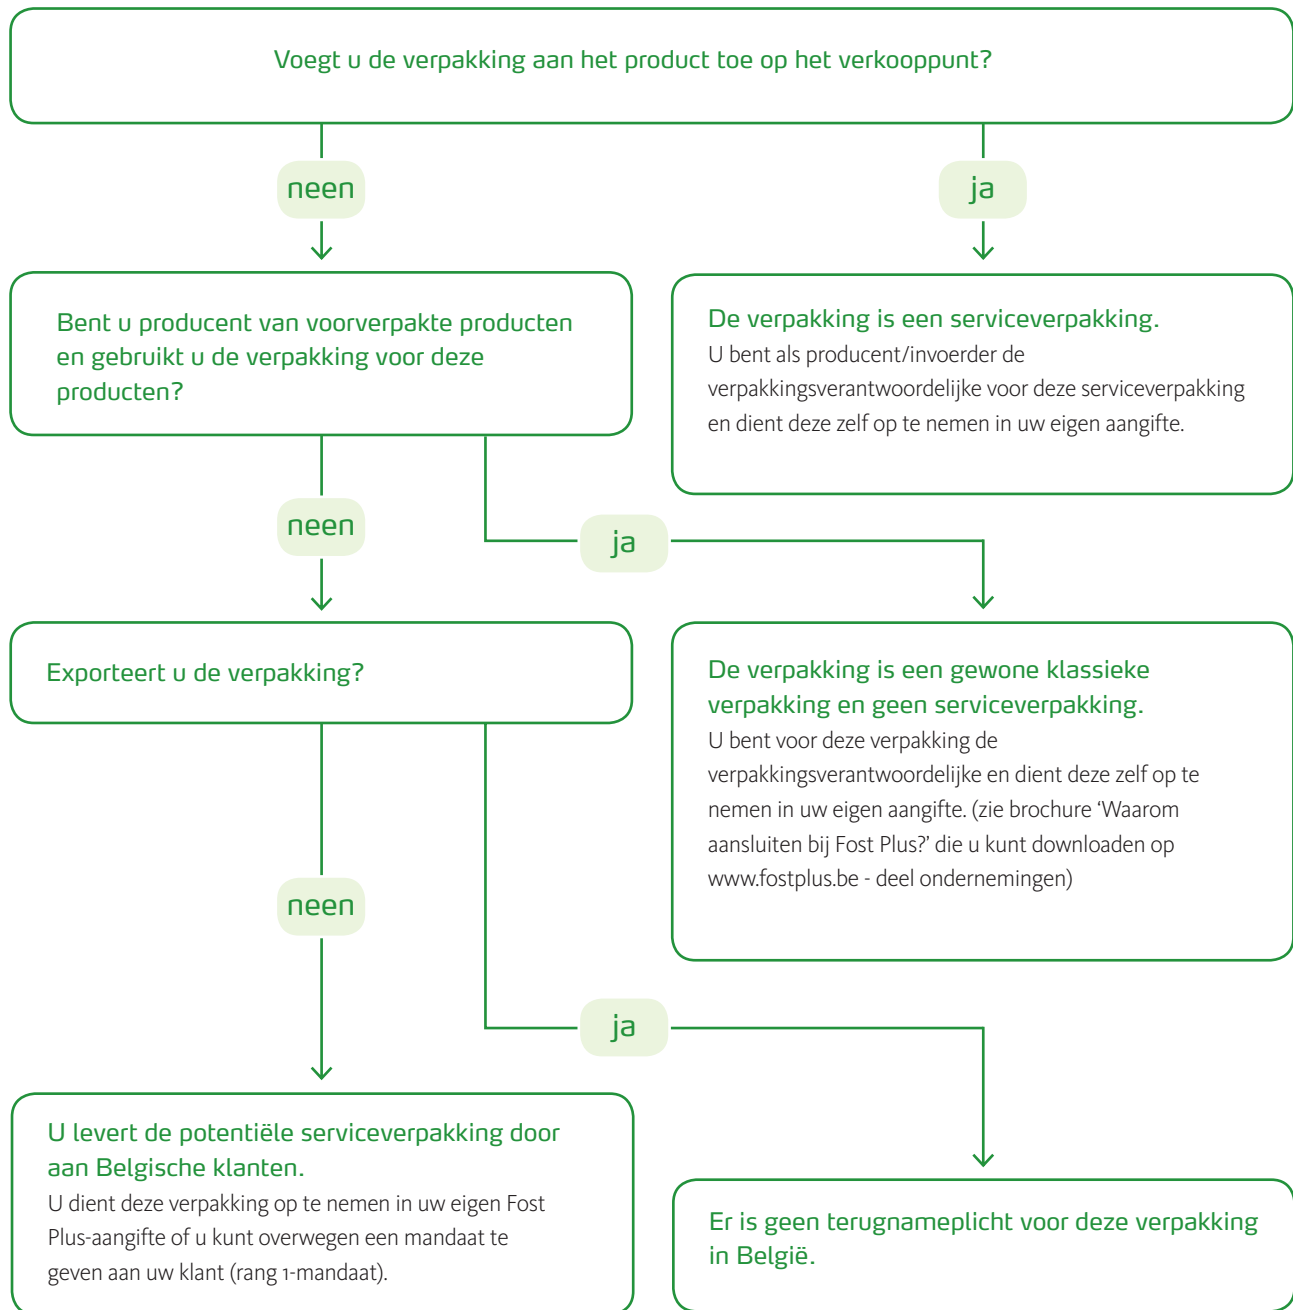 Voegt u de verpakking aan het product toe op het verkooppunt?
neen
ja
Bent u producent van voorverpakte producten
en gebruikt u de verpakking voor deze
producten?
De verpakking is een serviceverpakking.
U bent als producent/invoerder de
verpakkingsverantwoordelijke voor deze serviceverpakking
en dient deze zelf op te nemen in uw eigen aangifte.
neen
ja
Exporteert u de verpakking?
De verpakking is een gewone klassieke
verpakking en geen serviceverpakking.
U bent voor deze verpakking de
verpakkingsverantwoordelijke en dient deze zelf op te
nemen in uw eigen aangifte. (zie brochure ‘Waarom
aansluiten bij Fost Plus?’ die u kunt downloaden op
www.fostplus.be - deel ondernemingen)
neen
ja
U levert de potentiële serviceverpakking door
aan Belgische klanten.
U dient deze verpakking op te nemen in uw eigen Fost
Plus-aangifte of u kunt overwegen een mandaat te
geven aan uw klant (rang 1-mandaat).
Er is geen terugnameplicht voor deze verpakking
in België.